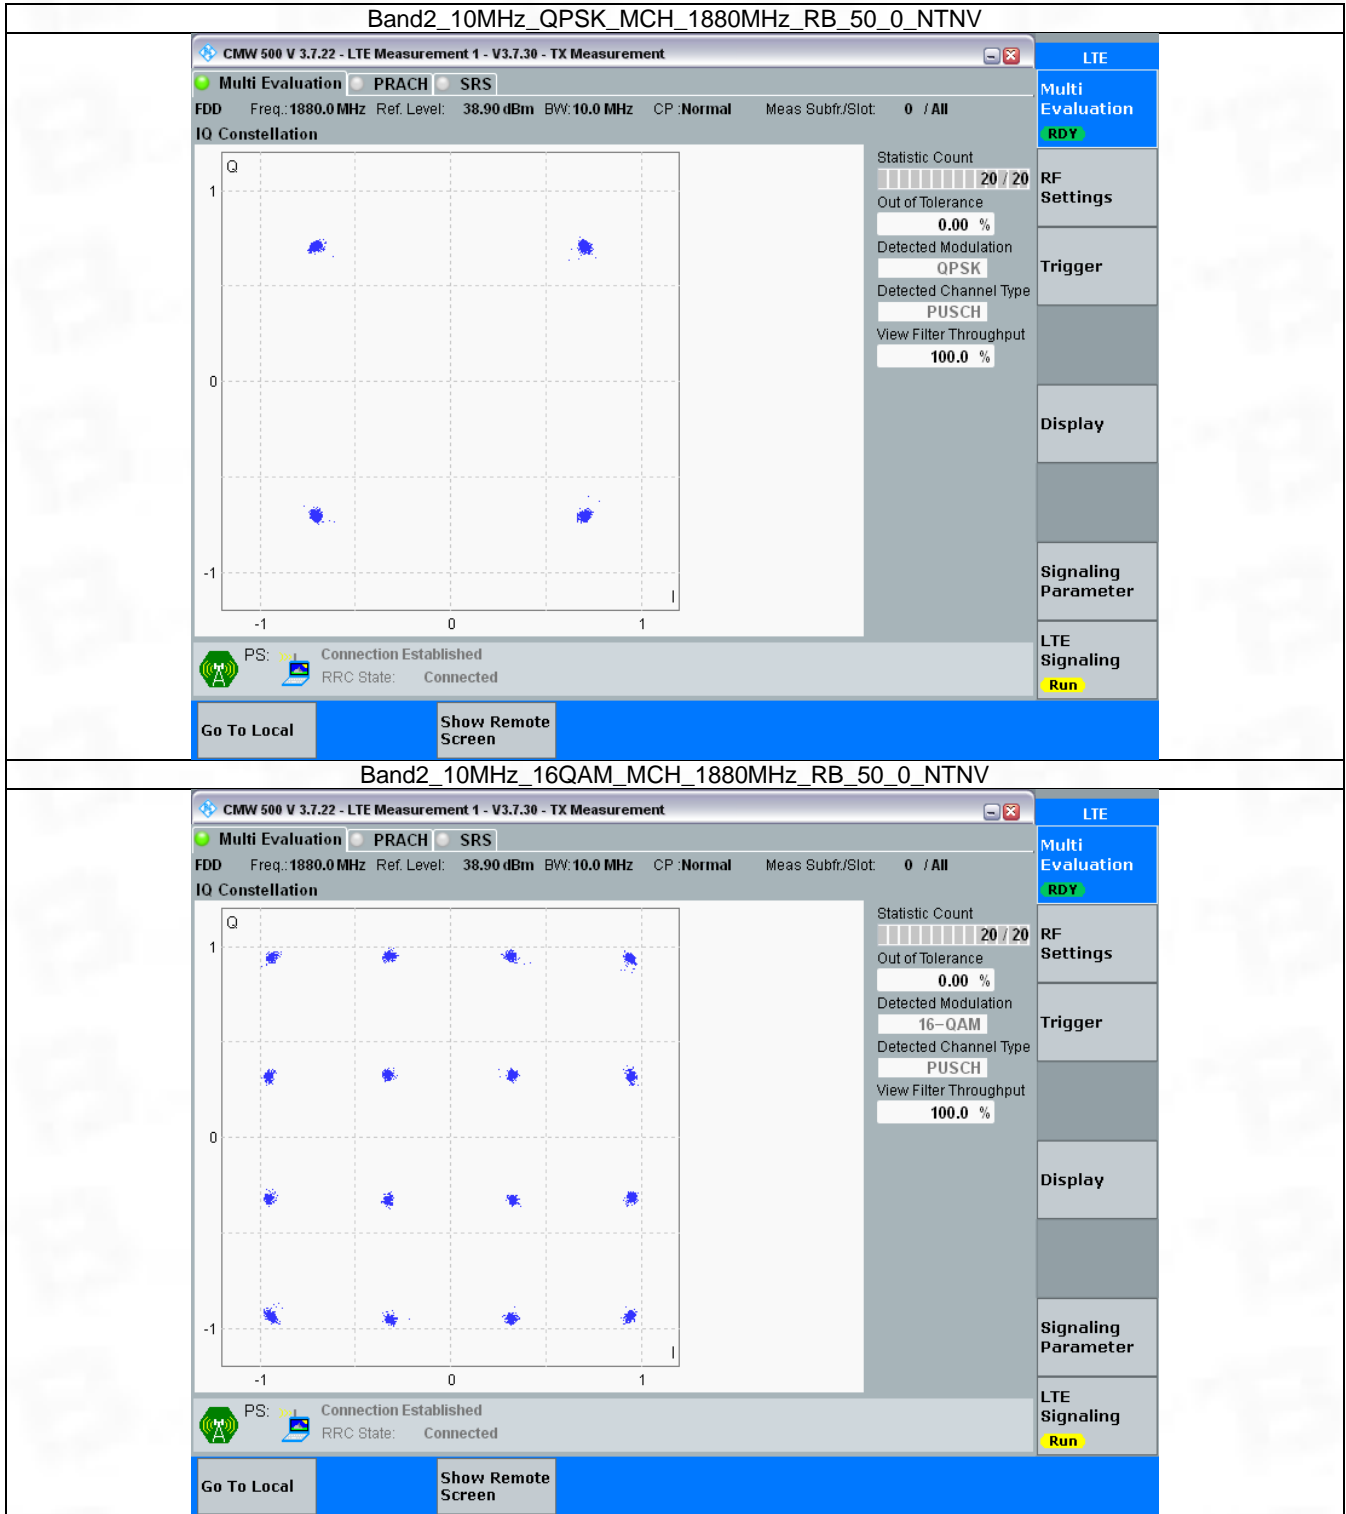 Band2_10MHz_QPSK_MCH_1880MHz_RB_50_0_NTNV
CMW 500 V 3.7.22 - LTE Measurement 1 - V3.7.30 - TX Measurement
LTE
Multi Evaluation PRACH SRS
Multi
Evaluation
RDY
FDD Freq.: 1880.0 MHz Ref. Level: 38.90 dBm BW: 10.0 MHz CP : Normal Meas Subfr./Slot: 0 / All
IQ Constellation
Q
1
0
-1
I
-1 0 1
Statistic Count
20 / 20
Out of Tolerance
0.00 %
Detected Modulation
QPSK
Detected Channel Type
PUSCH
View Filter Throughput
100.0 %
RF
Settings
Trigger
Display
Signaling
Parameter
LTE
Signaling
Run
PS: Connection Established
RRC State: Connected
Go To Local
Show Remote
Screen
Band2_10MHz_16QAM_MCH_1880MHz_RB_50_0_NTNV
CMW 500 V 3.7.22 - LTE Measurement 1 - V3.7.30 - TX Measurement
LTE
Multi Evaluation PRACH SRS
Multi
Evaluation
RDY
FDD Freq.: 1880.0 MHz Ref. Level: 38.90 dBm BW: 10.0 MHz CP : Normal Meas Subfr./Slot: 0 / All
IQ Constellation
Q
1
0
-1
I
-1 0 1
Statistic Count
20 / 20
Out of Tolerance
0.00 %
Detected Modulation
16-QAM
Detected Channel Type
PUSCH
View Filter Throughput
100.0 %
RF
Settings
Trigger
Display
Signaling
Parameter
LTE
Signaling
Run
PS: Connection Established
RRC State: Connected
Go To Local
Show Remote
Screen